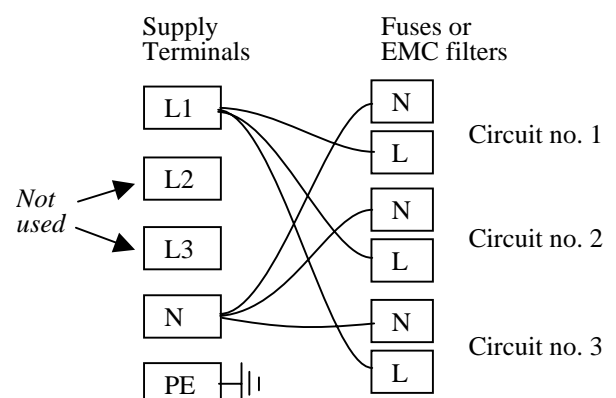 Supply
Terminals
Fuses or
EMC filters
L1
L2
L3
N
PE
Not
used
N
L
N
L
N
L
Circuit no. 1
Circuit no. 2
Circuit no. 3